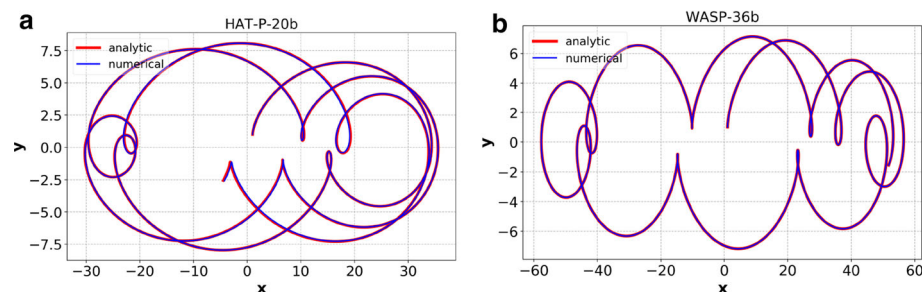 a
HAT-P-20b
analytic
numerical
7.5
5.0
2.5
0.0
−2.5
−5.0
−7.5
y
−30 −20 −10 0 10 20 30
x
b
WASP-36b
analytic
numerical
6
4
2
0
−2
−4
−6
y
−60 −40 −20 0 20 40 60
x